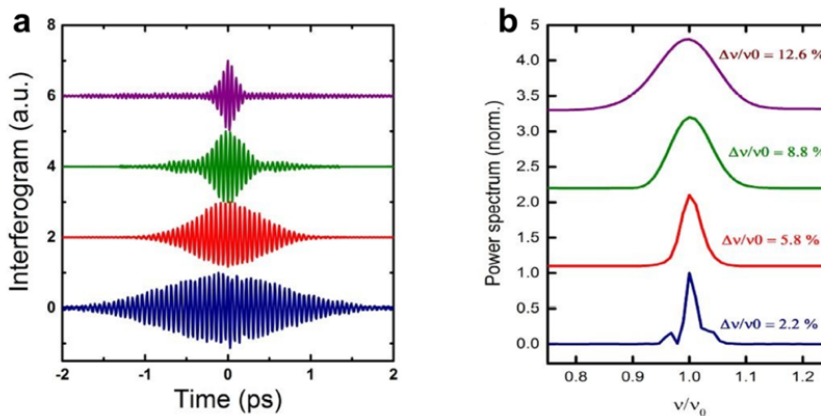 a
Interferogram (a.u.)
8
6
4
2
0
-2
-1
0
1
2
Time (ps)
b
Power spectrum (norm.)
5
4.5
3.5
3.0
2.5
2.0
1.5
1.0
0.5
0.0
Δν/ν0 = 12.6 %
Δν/ν0 = 8.8 %
Δν/ν0 = 5.8 %
Δν/ν0 = 2.2 %
0.8
0.9
1.0
1.1
1.2
ν/ν₀